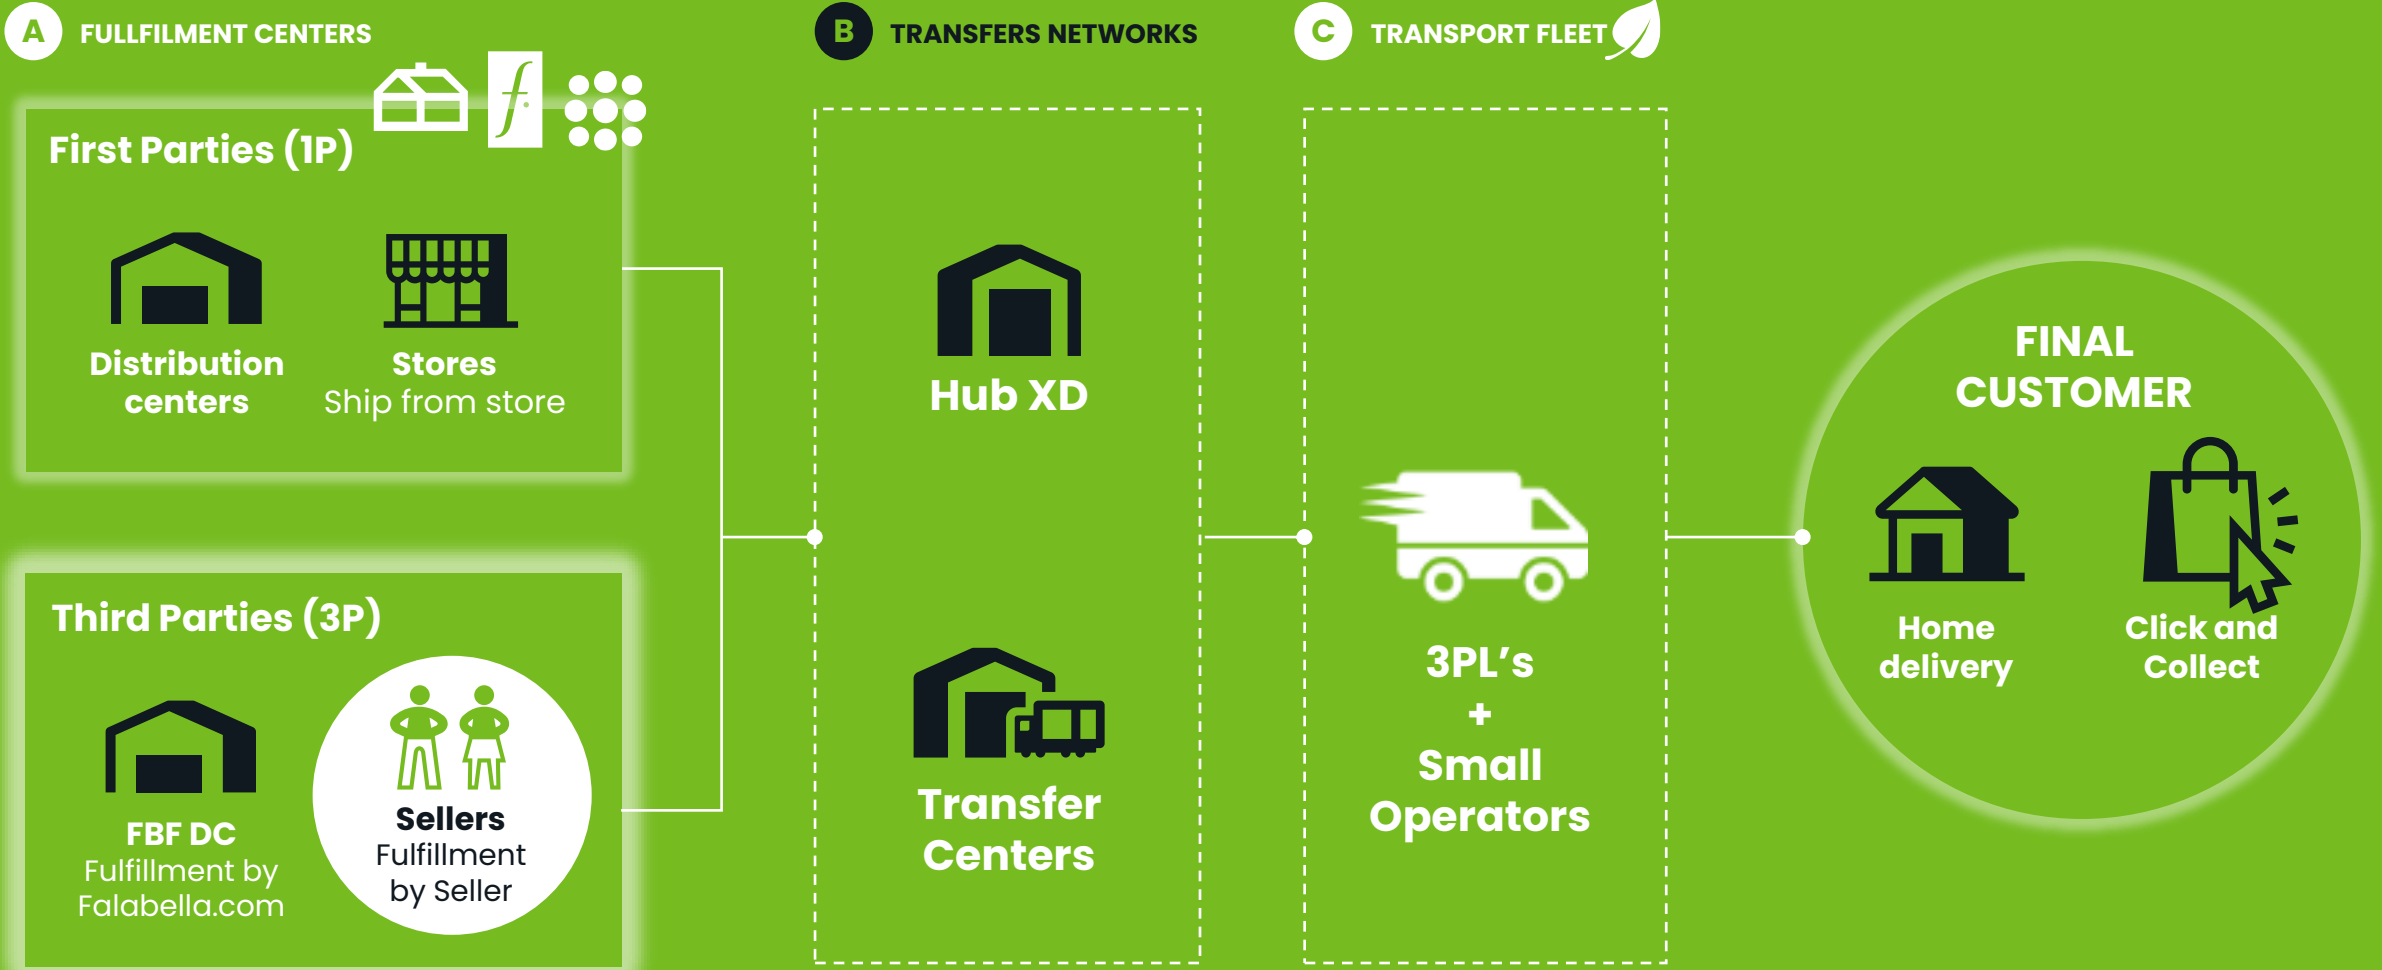 A FULLFILMENT CENTERS
First Parties (1P)
f.
Distribution
centers
Stores
Ship from store
Third Parties (3P)
FBF DC
Fulfillment by
Falabella.com
Sellers
Fulfillment
by Seller
B TRANSFERS NETWORKS
Hub XD
Transfer
Centers
C TRANSPORT FLEET
3PL’s
+
Small
Operators
FINAL
CUSTOMER
Home
delivery
Click and
Collect